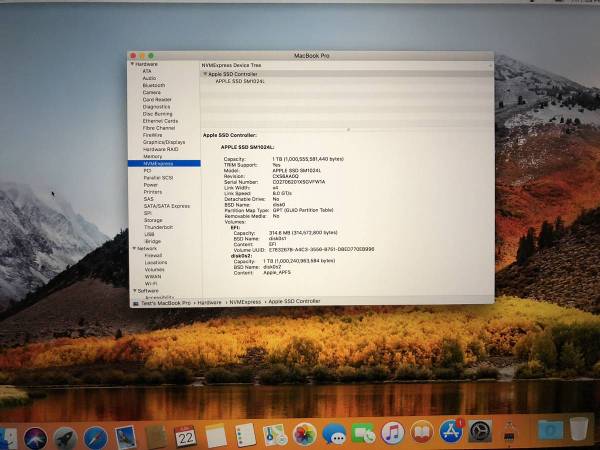 MacBook Pro
Hardware
ATA
Audio
Bluetooth
Camera
Card Reader
Diagnostics
Disc Burning
Ethernet Cards
Fibre Channel
FireWire
Graphics/Displays
Hardware RAID
Memory
NVMExpress
PCI
Parallel SCSI
Power
Printers
SAS
SATA/SATA Express
SPI
Storage
Thunderbolt
USB
iBridge
Network
Firewall
Locations
Volumes
WWAN
Wi-Fi
Software
Accessibility
NVMExpress Device Tree
Apple SSD Controller
APPLE SSD SM1024L
Apple SSD Controller:
APPLE SSD SM1024L:
Capacity: 1 TB (1,000,555,581,440 bytes)
TRIM Support: Yes
Model: APPLE SSD SM1024L
Revision: CXS6AA0Q
Serial Number:
Link Width: x4
Link Speed: 8.0 GT/s
Detachable Drive: No
BSD Name: disk0
Partition Map Type: GPT (GUID Partition Table)
Removable Media: No
Volumes:
EFI:
Capacity: 314.6 MB (314,572,800 bytes)
BSD Name: disk0s1
Content: EFI
Volume UUID:
disk0s2:
Capacity: 1 TB (1,000,240,963,584 bytes)
BSD Name: disk0s2
Content: Apple_APFS
Test's MacBook Pro › Hardware › NVMExpress › Apple SSD Controller
22